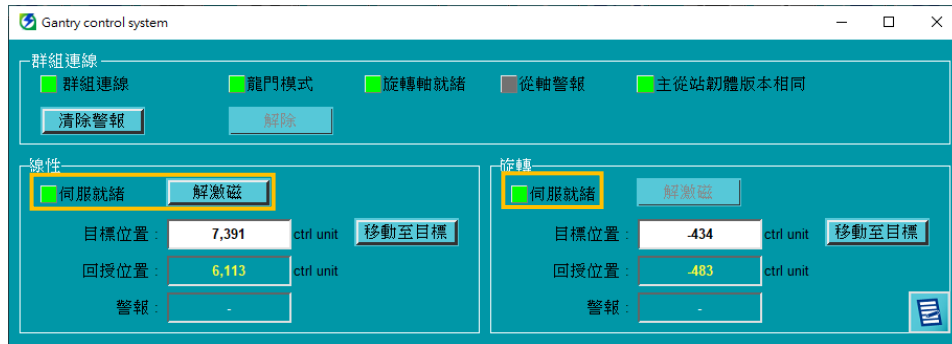 Gantry control system
群組連線
群組連線 龍門模式 旋轉軸就緒 從軸警報 主從站韌體版本相同
清除警報 解除
線性
伺服就緒 解激磁
目標位置: 7,391 ctrl unit 移動至目標
回授位置: 6,113 ctrl unit
警報: -
旋轉
伺服就緒 解激磁
目標位置: -434 ctrl unit 移動至目標
回授位置: -483 ctrl unit
警報: -